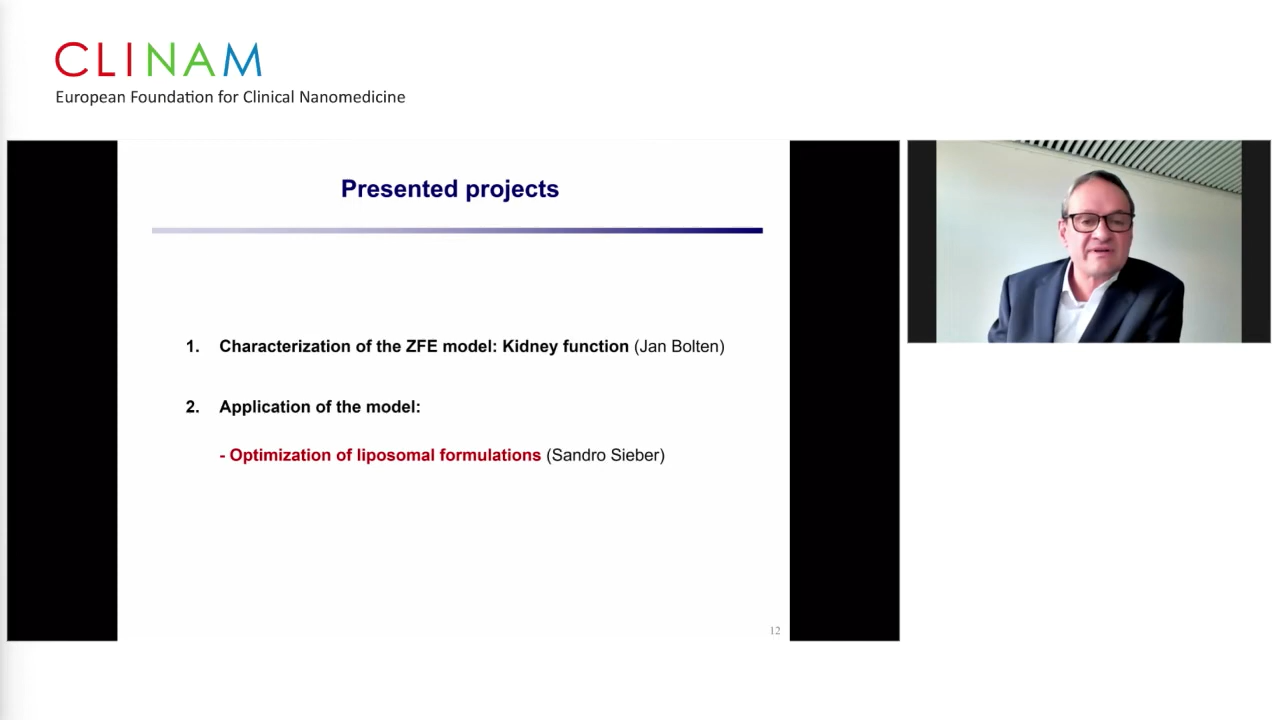 CLINAM
European Foundation for Clinical Nanomedicine
Presented projects
1. Characterization of the ZFE model: Kidney function (Jan Bolten)
2. Application of the model:
- Optimization of liposomal formulations (Sandro Sieber)
12